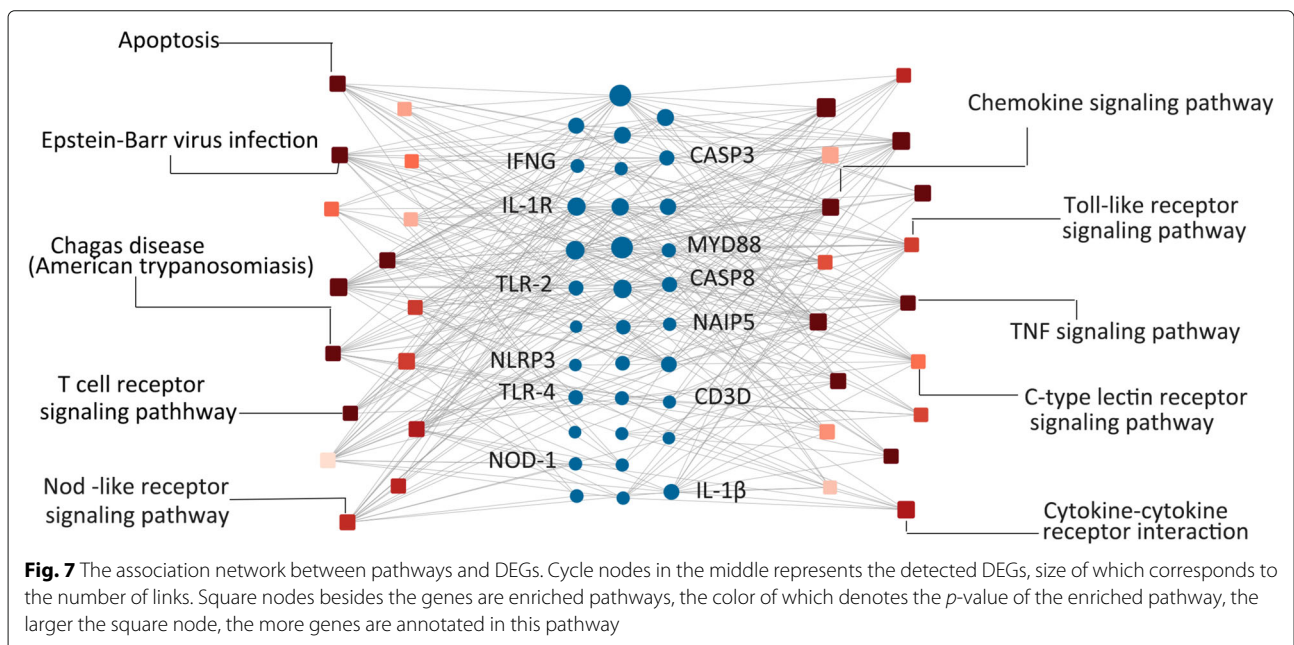 Apoptosis
Epstein-Barr virus infection
Chagas disease
(American trypanosomiasis)
T cell receptor
signaling pathhway
Nod -like receptor
signaling pathway
IFNG
IL-1R
TLR-2
NLRP3
TLR-4
NOD-1
CASP3
MYD88
CASP8
NAIP5
CD3D
IL-1β
Chemokine signaling pathway
Toll-like receptor
signaling pathway
TNF signaling pathway
C-type lectin receptor
signaling pathway
Cytokine-cytokine
receptor interaction
Fig. 7 The association network between pathways and DEGs. Cycle nodes in the middle represents the detected DEGs, size of which corresponds to
the number of links. Square nodes besides the genes are enriched pathways, the color of which denotes the p-value of the enriched pathway, the
larger the square node, the more genes are annotated in this pathway